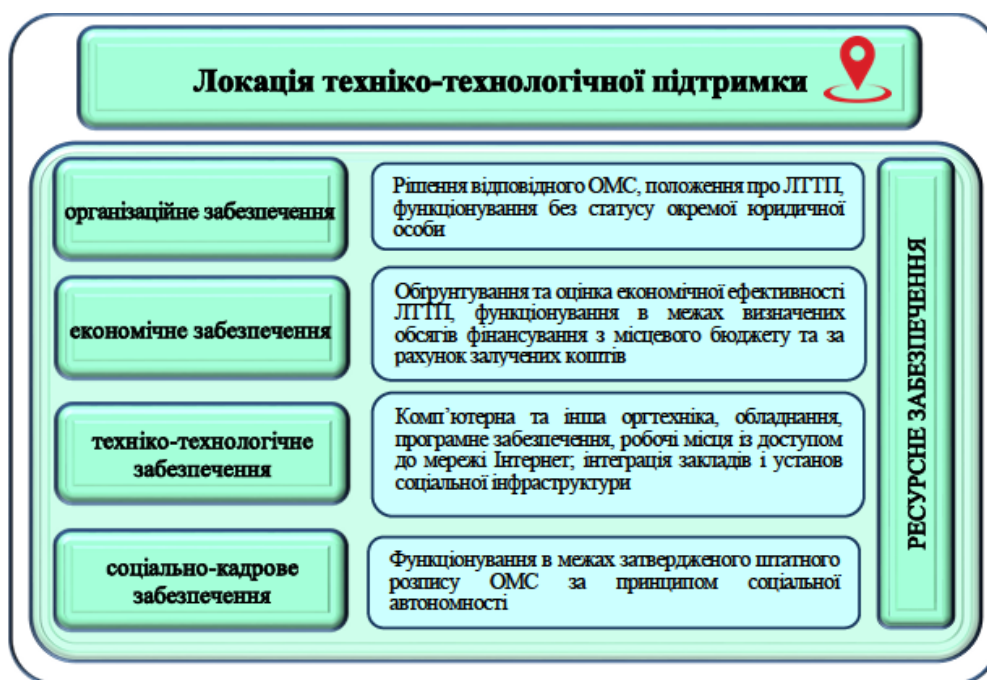 Локація техніко-технологічної підтримки
організаційне забезпечення
Рішення відповідного ОМС, положення про ЛТТП,
функціонування без статусу окремої юридичної
особи
економічне забезпечення
Обґрунтування та оцінка економічної ефективності
ЛТТП, функціонування в межах визначених
обсягів фінансування з місцевого бюджету та за
рахунок залучених коштів
техніко-технологічне
забезпечення
Комп’ютерна та інша оргтехніка, обладнання,
програмне забезпечення, робочі місця із доступом
до мережі Інтернет; інтеграція закладів і установ
соціальної інфраструктури
соціально-кадрове
забезпечення
Функціонування в межах затвердженого штатного
розпису ОМС за принципом соціальної
автономності
РЕСУРСНЕ ЗАБЕЗПЕЧЕННЯ